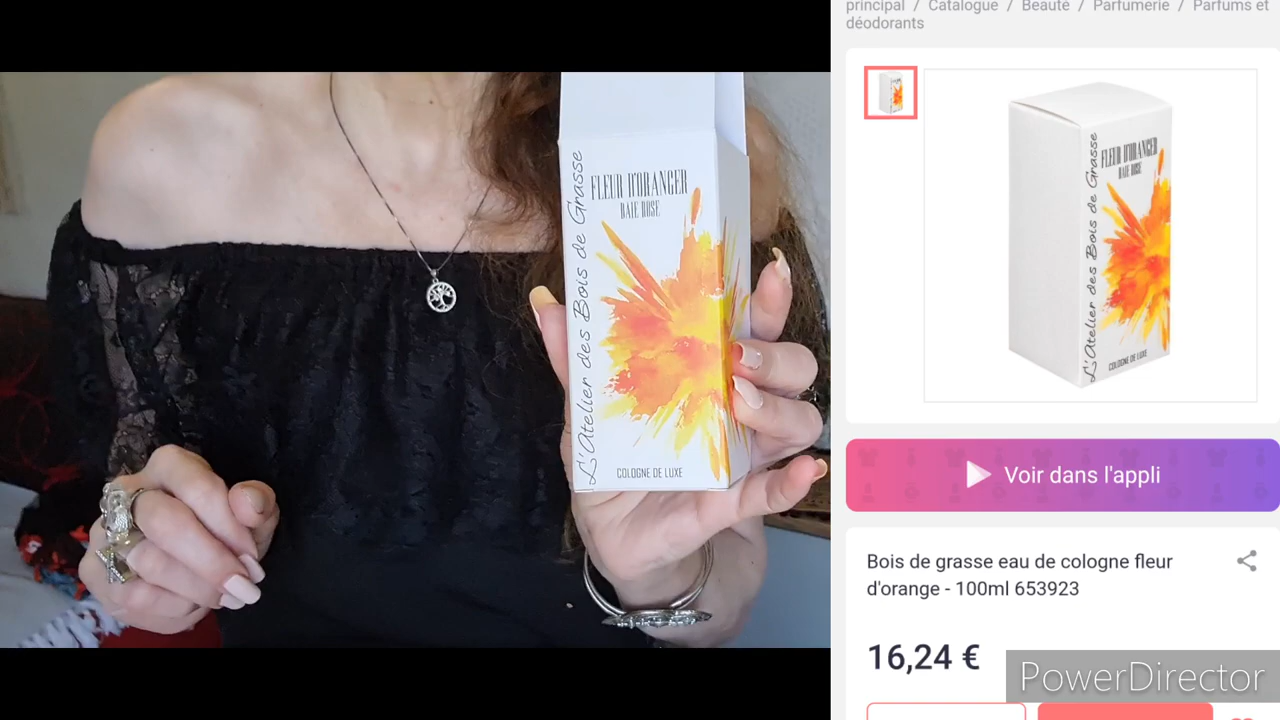 FLEUR D'ORANGER
BAIE ROSE
L'Atelier des Bois de Grasse
COLOGNE DE LUXE
principal / Catalogue / Beauté / Parfumerie / Parfums et
déodorants
FLEUR D'ORANGER
BAIE ROSE
L'Atelier des Bois de Grasse
COLOGNE DE LUXE
Voir dans l'appli
Bois de grasse eau de cologne fleur
d'orange - 100ml 653923
16,24 €
PowerDirector